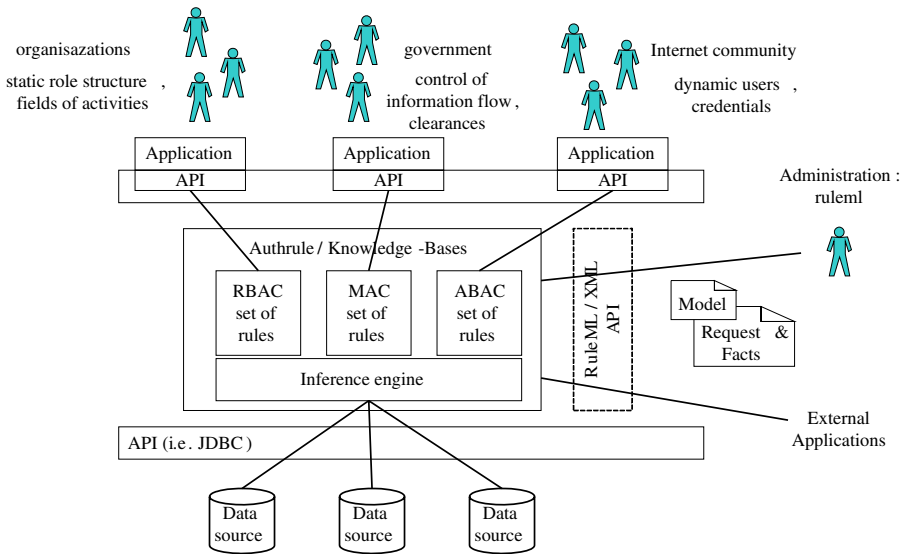 organisazations
static role structure ,
fields of activities
government
control of
information flow ,
clearances
Internet community
dynamic users ,
credentials
Application
API
Application
API
Application
API
Administration :
ruleml
Authrule / Knowledge -Bases
RBAC
set of
rules
MAC
set of
rules
ABAC
set of
rules
Inference engine
RuleML / XML
API
Model
Request &
Facts
External
Applications
API (i.e. JDBC )
Data
source
Data
source
Data
source